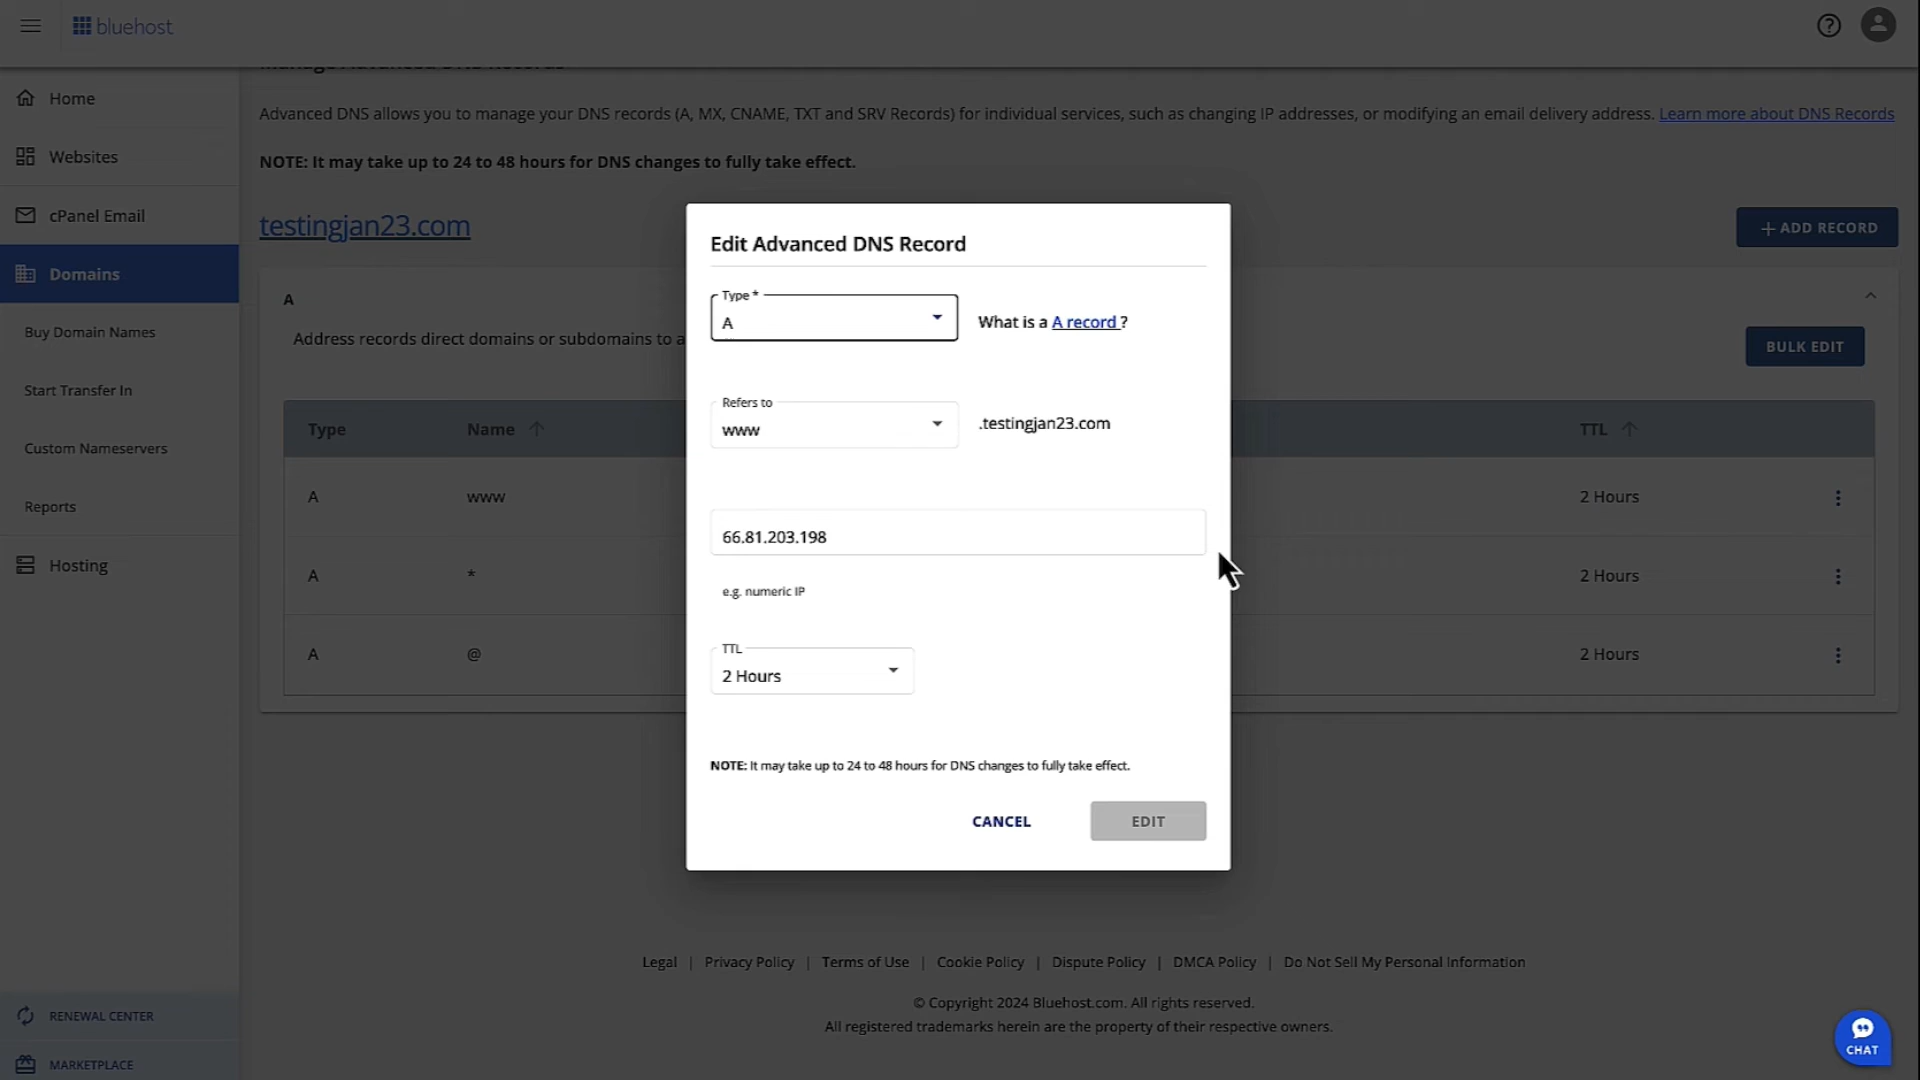 bluehost
Home
Websites
cPanel Email
Domains
Buy Domain Names
Start Transfer In
Custom Nameservers
Reports
Hosting
RENEWAL CENTER
MARKETPLACE
Manage Advanced DNS Records
Advanced DNS allows you to manage your DNS records (A, MX, CNAME, TXT and SRV Records) for individual services, such as changing IP addresses, or modifying an email delivery address. Learn more about DNS Records
NOTE: It may take up to 24 to 48 hours for DNS changes to fully take effect.
testingjan23.com
+ ADD RECORD
A
Address records direct domains or subdomains to a
BULK EDIT
Type Name TTL
A www 2 Hours
A * 2 Hours
A @ 2 Hours
Edit Advanced DNS Record
Type *
A
What is a A record ?
Refers to
www
.testingjan23.com
66.81.203.198
e.g. numeric IP
TTL
2 Hours
NOTE: It may take up to 24 to 48 hours for DNS changes to fully take effect.
CANCEL
EDIT
Legal | Privacy Policy | Terms of Use | Cookie Policy | Dispute Policy | DMCA Policy | Do Not Sell My Personal Information
© Copyright 2024 Bluehost.com. All rights reserved.
All registered trademarks herein are the property of their respective owners.
CHAT